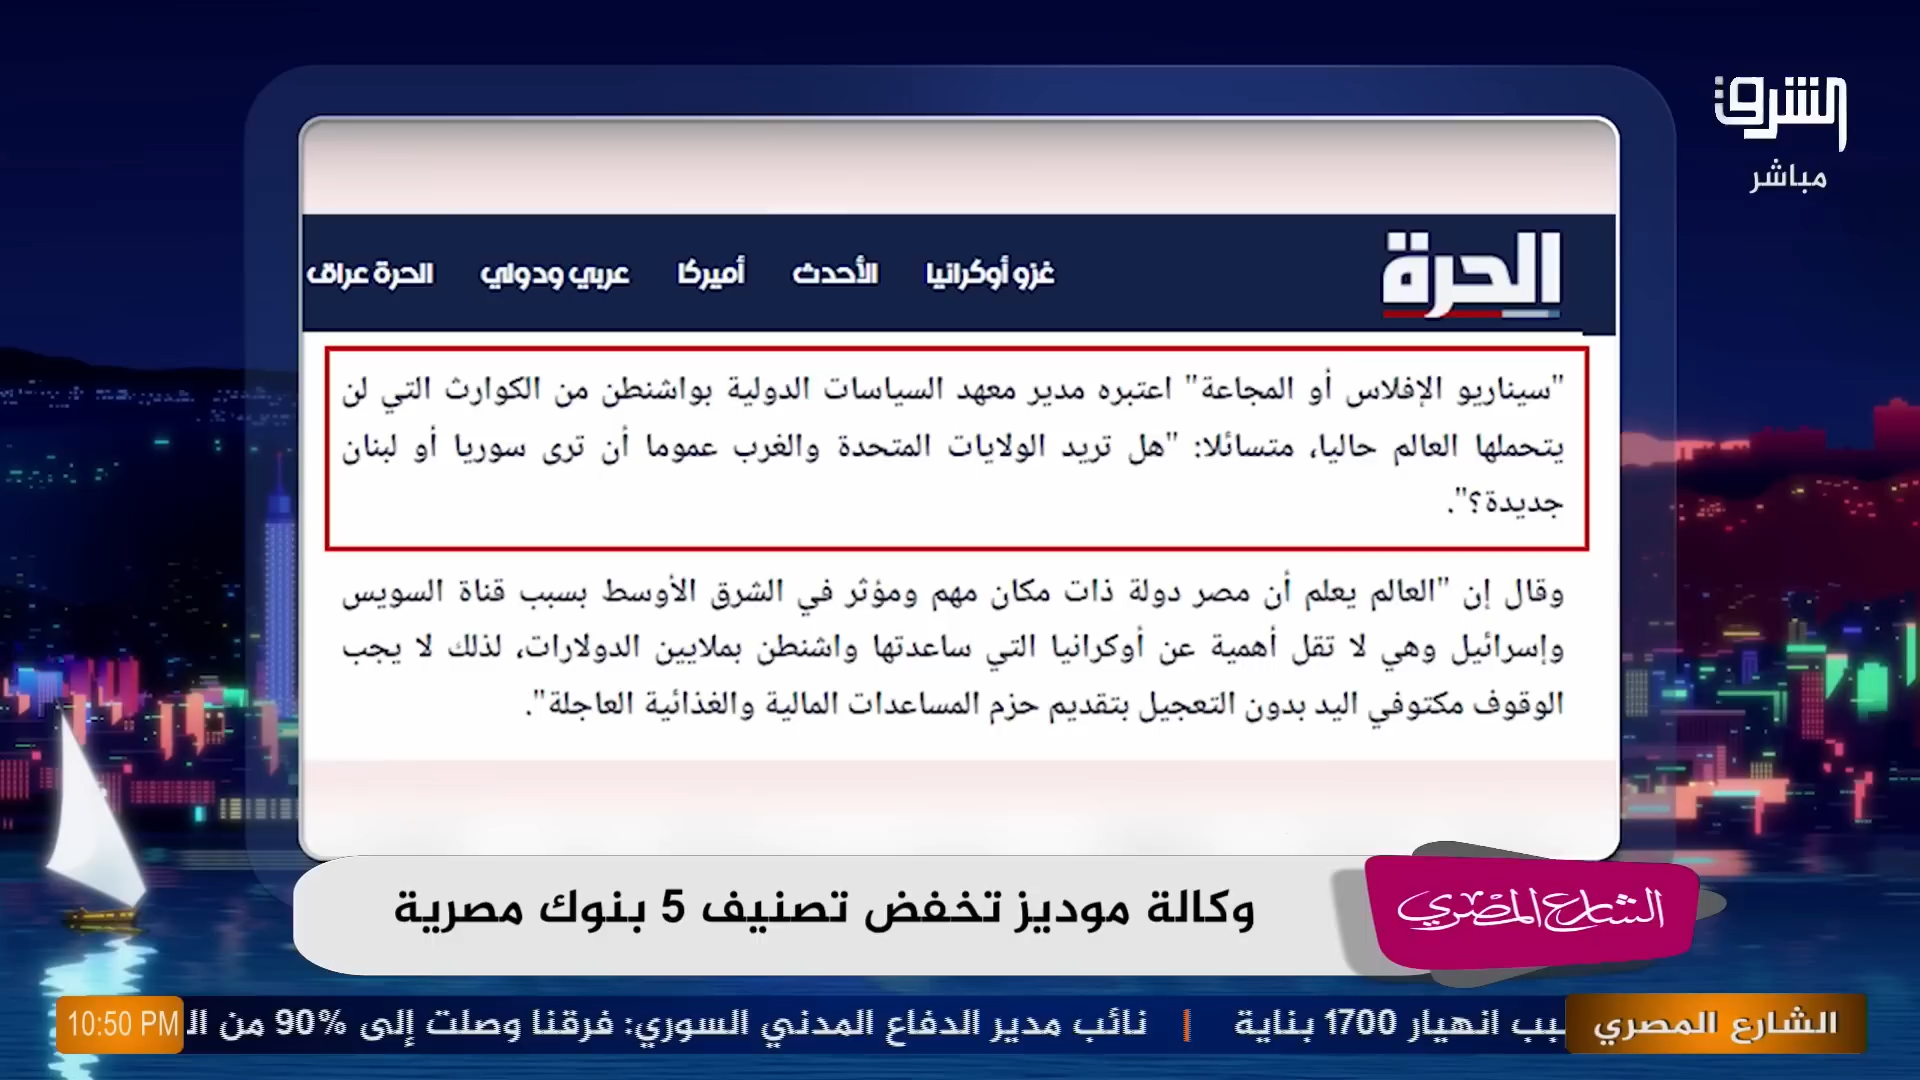 الشرق
مباشر
الحرة
غزو أوكرانيا الأحدث أميركا عربي ودولي الحرة عراق
"سيناريو الإفلاس أو المجاعة" اعتبره مدير معهد السياسات الدولية بواشنطن من الكوارث التي لن
يتحملها العالم حاليا، متسائلا: "هل تريد الولايات المتحدة والغرب عموما أن ترى سوريا أو لبنان
جديدة؟".
وقال إن "العالم يعلم أن مصر دولة ذات مكان مهم ومؤثر في الشرق الأوسط بسبب قناة السويس
وإسرائيل وهي لا تقل أهمية عن أوكرانيا التي ساعدتها واشنطن بملايين الدولارات، لذلك لا يجب
الوقوف مكتوفي اليد بدون التعجيل بتقديم حزم المساعدات المالية والغذائية العاجلة".
الشارع المصري
وكالة موديز تخفض تصنيف 5 بنوك مصرية
الشارع المصري
انهيار 1700 بناية | نائب مدير الدفاع المدني السوري: فرقنا وصلت إلى 90% من
10:50 PM